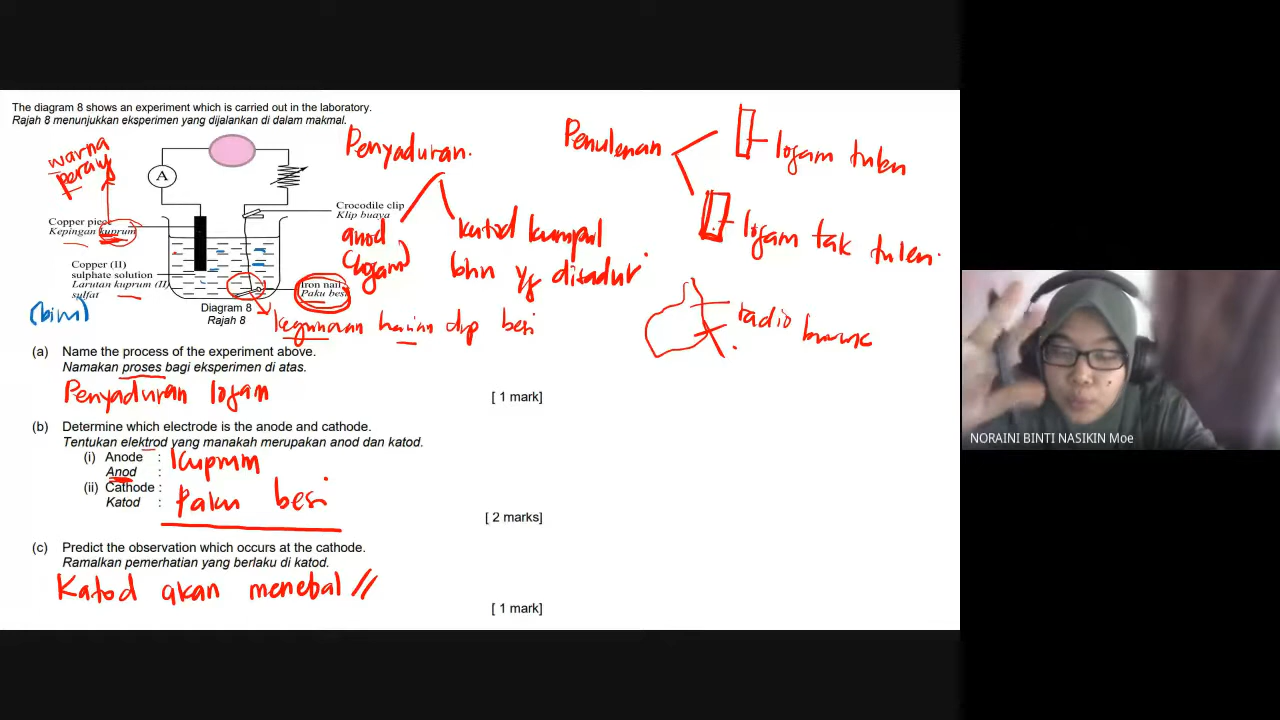 The diagram 8 shows an experiment which is carried out in the laboratory.
Rajah 8 menunjukkan eksperimen yang dijalankan di dalam makmal.
warna
perang
A
Copper piece
Kepingan kuprum
Copper (II)
sulphate solution
Larutan kuprum (II)
sulfat
(biru)
Crocodile clip
Klip buaya
Iron nail
Paku besi
Diagram 8
Rajah 8
kegunaan harian drp besi
Penyaduran.
anod
(logam)
katod kumpul
bhn yg disadur
Penulenan
logam tulen
logam tak tulen.
radio
(a) Name the process of the experiment above.
Namakan proses bagi eksperimen di atas.
Penyaduran logam
[ 1 mark]
(b) Determine which electrode is the anode and cathode.
Tentukan elektrod yang manakah merupakan anod dan katod.
(i) Anode : Kuprum
Anod :
(ii) Cathode :
Katod : Paku besi
[ 2 marks]
(c) Predict the observation which occurs at the cathode.
Ramalkan pemerhatian yang berlaku di katod.
Katod akan menebal //
[ 1 mark]
NORAINI BINTI NASIKIN Moe